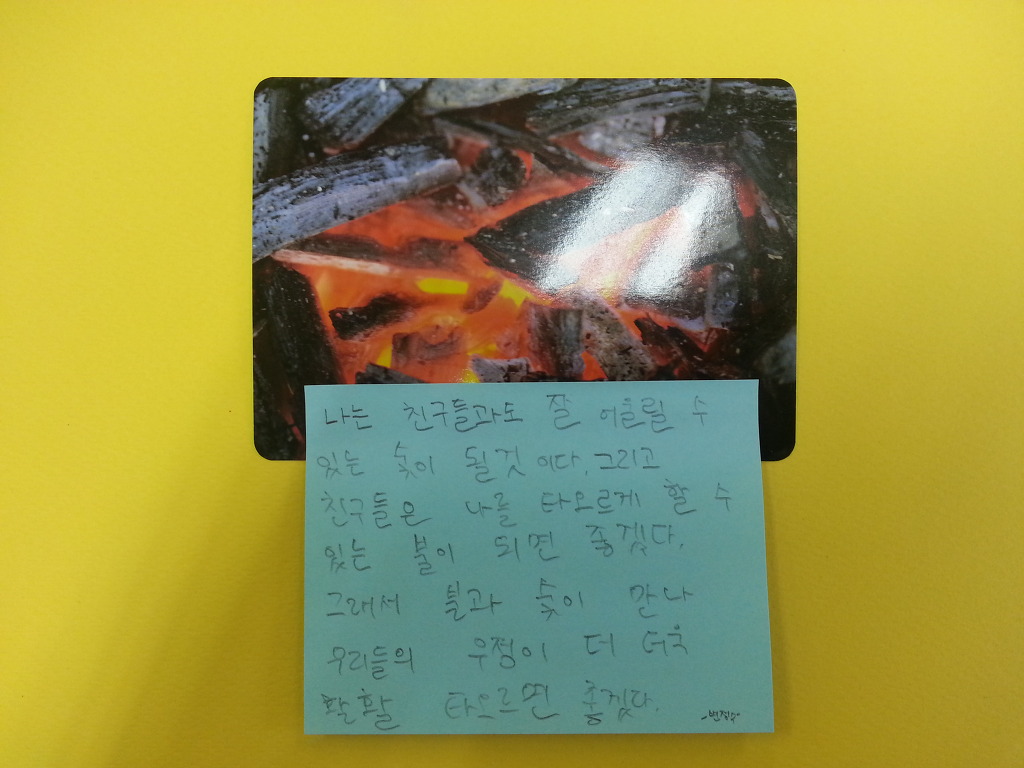 나는 친구들과도 잘 어울릴 수
있는 숯이 될것 이다. 그리고
친구들은 나를 타오르게 할 수
있는 불이 되면 좋겠다.
그래서 불과 숯이 만나
우리들의 우정이 더 더욱
활활 타오르면 좋겠다.
-변정수-